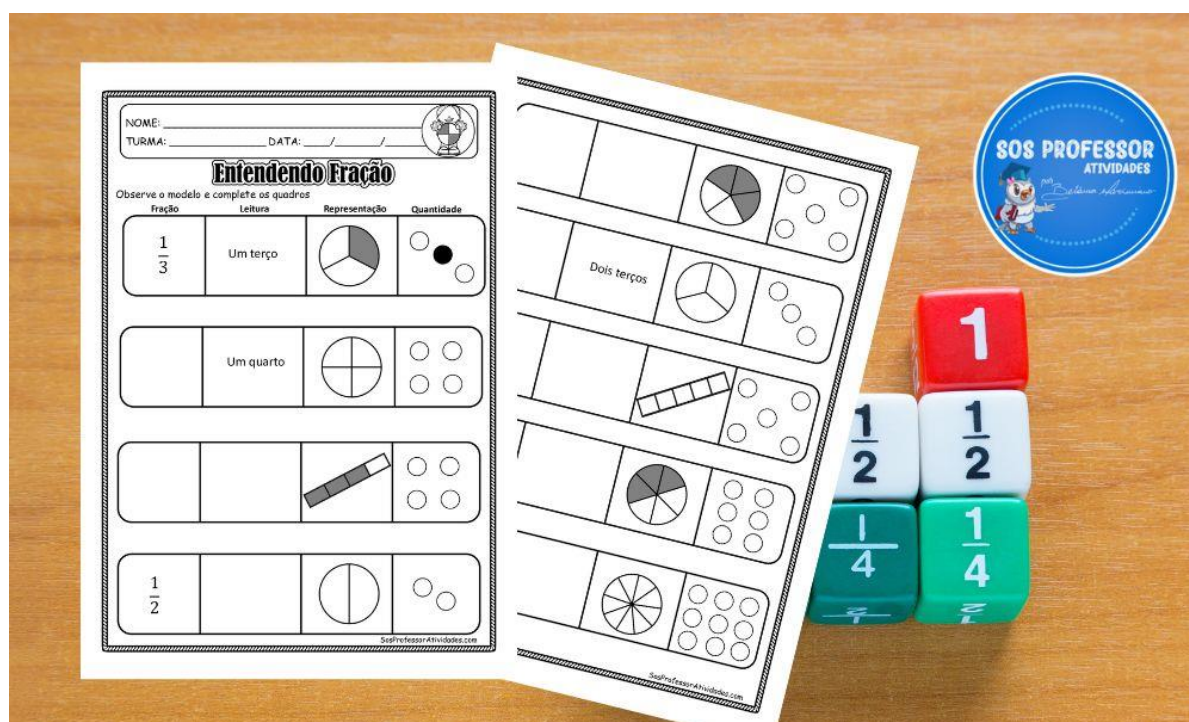 NOME:
TURMA: DATA: / /
Entendendo Fração
Observe o modelo e complete os quadros
Fração Leitura Representação Quantidade
1/3 Um terço
Um quarto
1/2
SosProfessorAtividades.com
Dois terços
SosProfessorAtividades.com
SOS PROFESSOR
ATIVIDADES
por
1
1/2 1/2
1/4 1/4